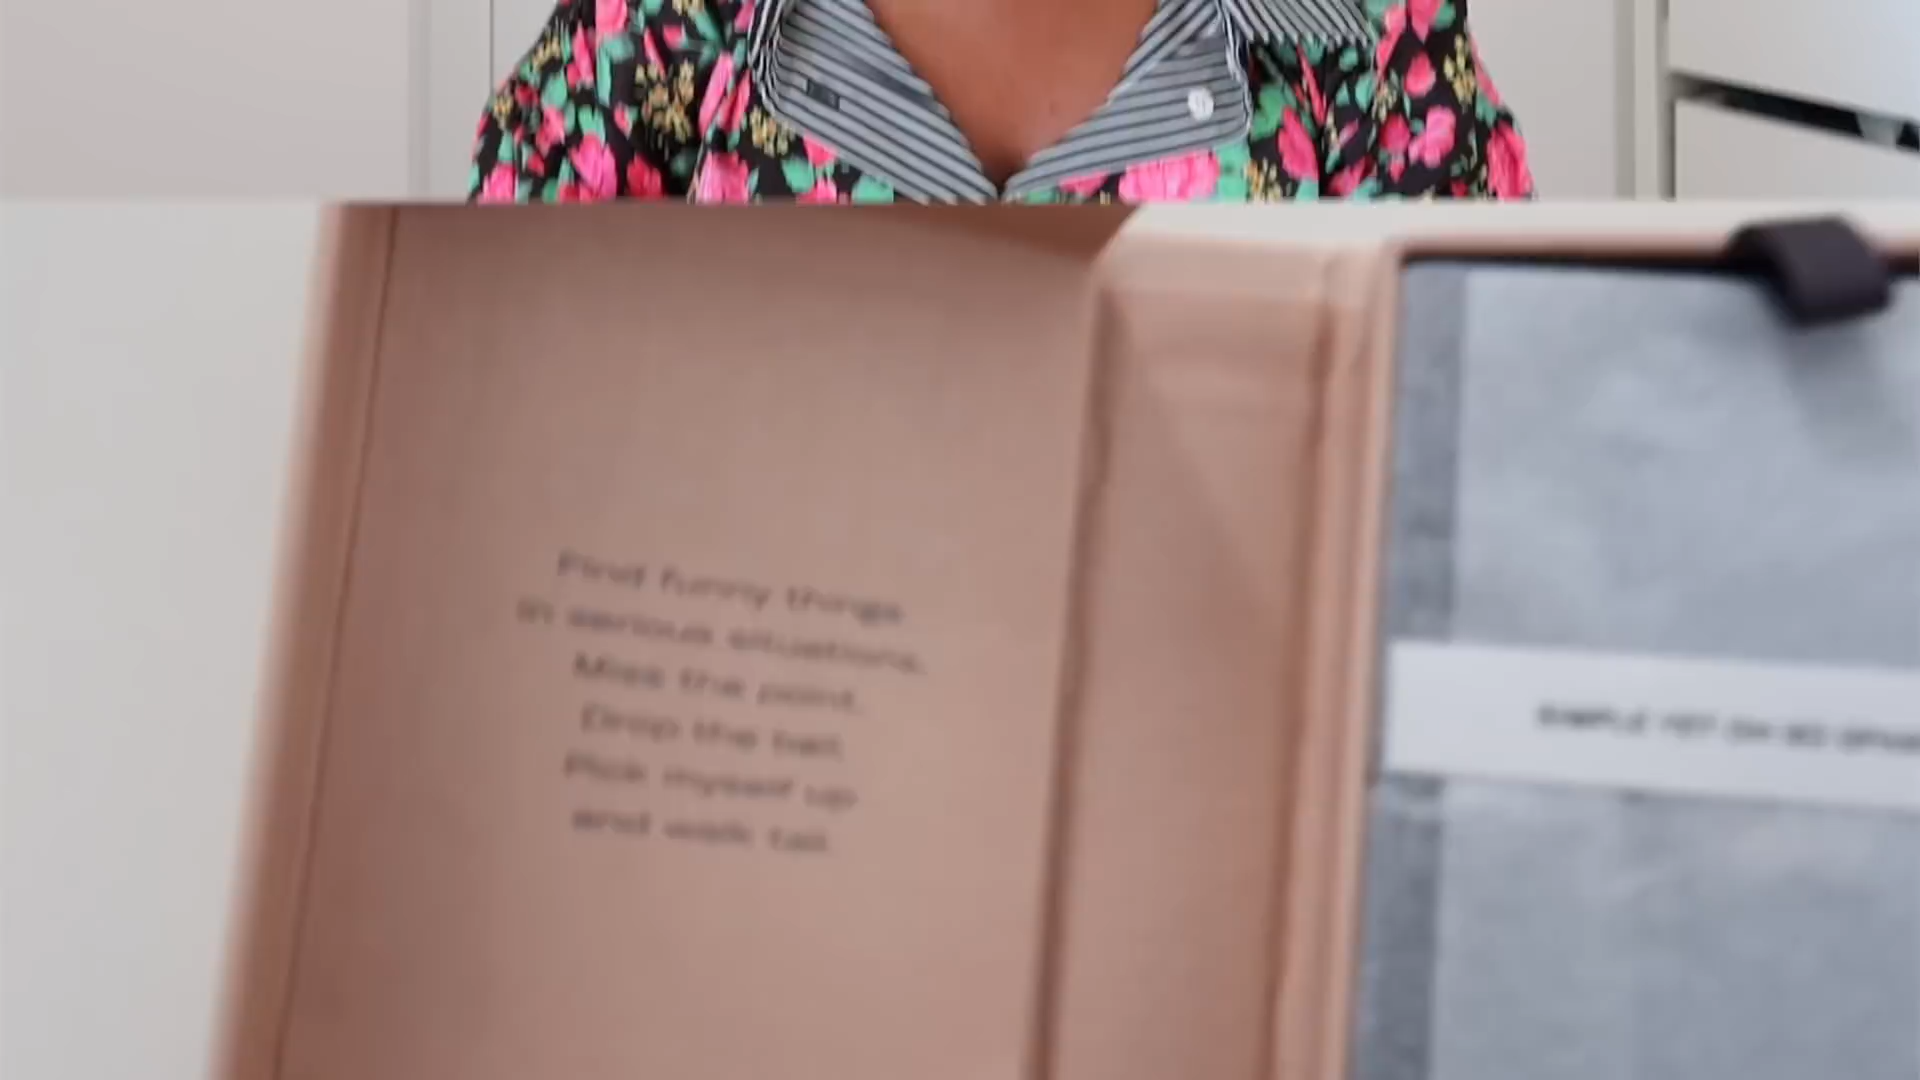 Find funny things
in serious situations.
Miss the point.
Drop the ball.
Pick myself up
and walk tall.